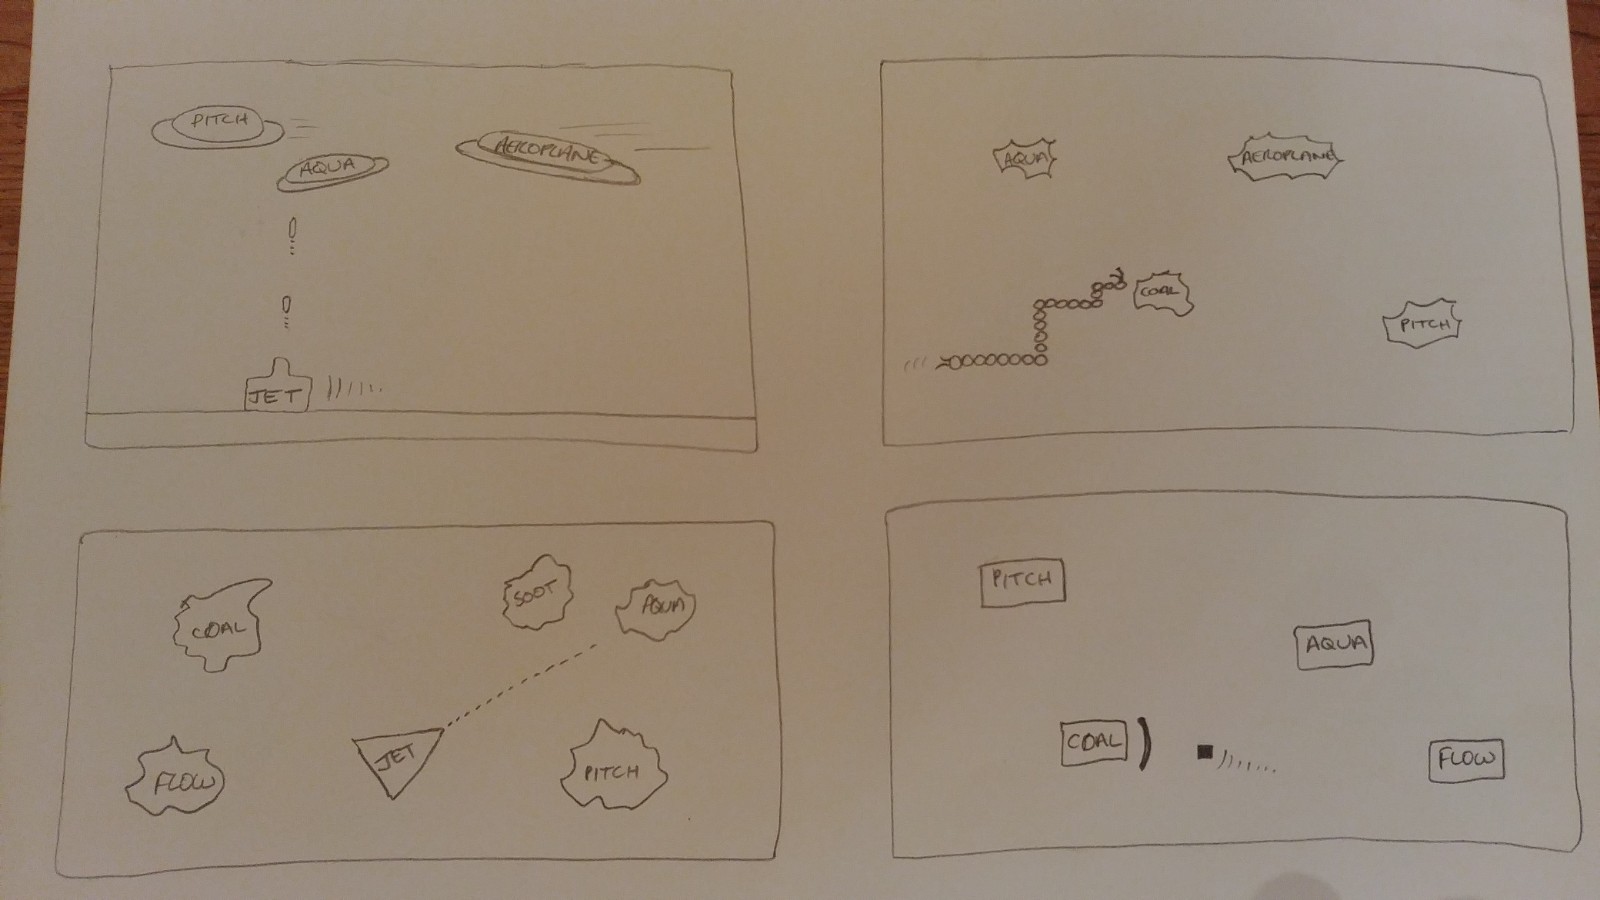 PITCH
AQUA
AEROPLANE
JET
AQUA
AEROPLANE
COAL
PITCH
COAL
SOOT
AQUA
FLOW
JET
PITCH
PITCH
AQUA
COAL
FLOW